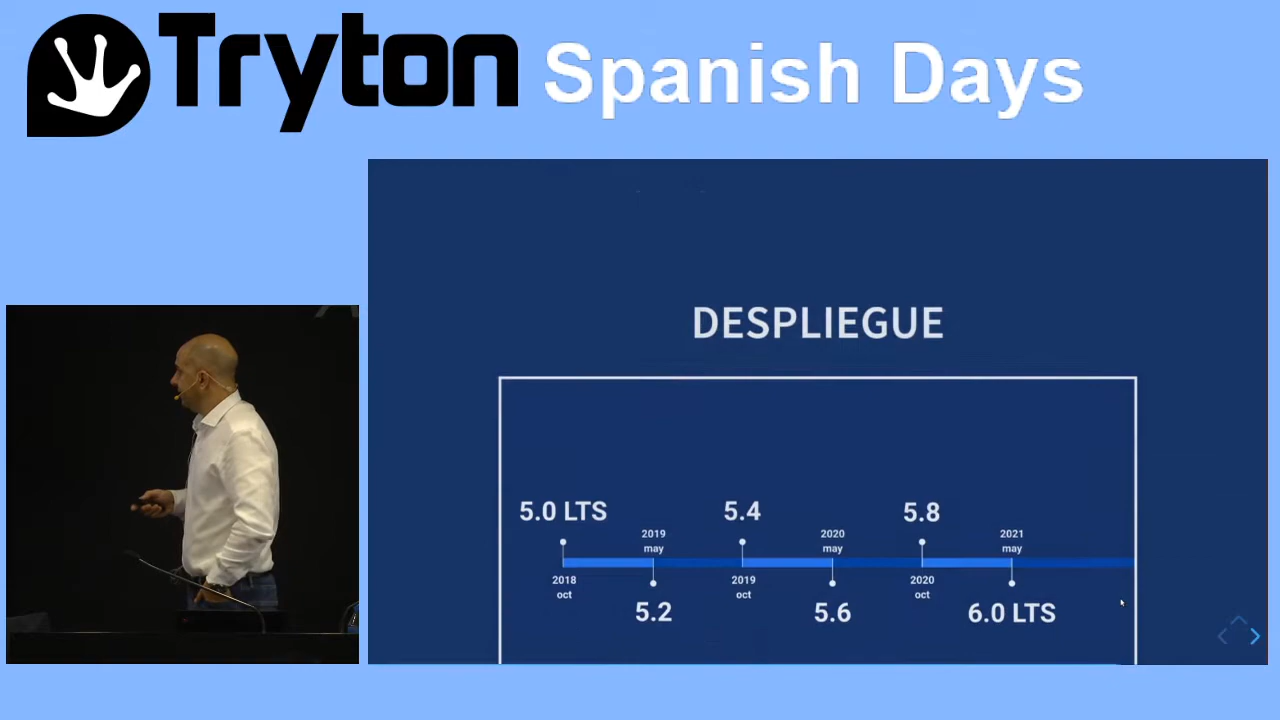 Tryton Spanish Days
DESPLIEGUE
5.0 LTS
5.4
5.8
2019
may
2020
may
2021
may
2018
oct
2019
oct
2020
oct
5.2
5.6
6.0 LTS